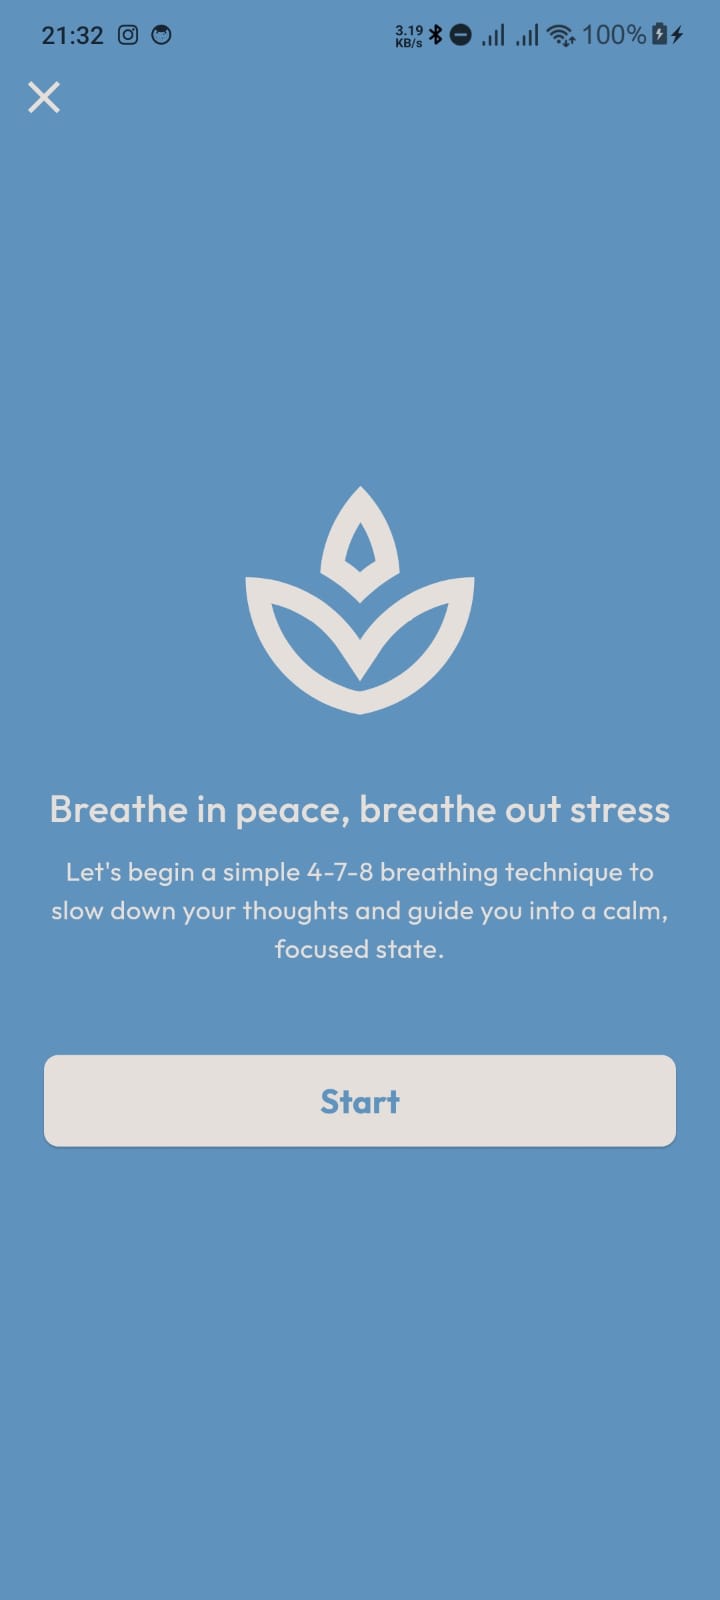 21:32
3.19
KB/s
100%
Breathe in peace, breathe out stress
Let's begin a simple 4-7-8 breathing technique to
slow down your thoughts and guide you into a calm,
focused state.
Start